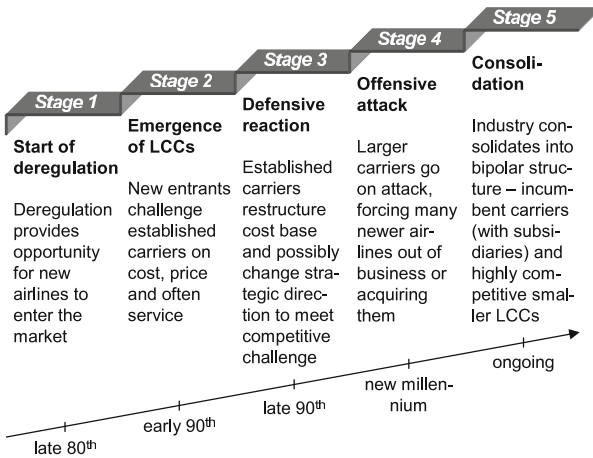 Stage 1
Start of
deregulation
Deregulation
provides
opportunity
for new
airlines to
enter the
market
Stage 2
Emergence
of LCCs
New entrants
challenge
established
carriers on
cost, price
and often
service
Stage 3
Defensive
reaction
Established
carriers
restructure
cost base
and possibly
change stra-
tegic direc-
tion to meet
competitive
challenge
Stage 4
Offensive
attack
Larger
carriers go
on attack,
forcing many
newer air-
lines out of
business or
acquiring
them
Stage 5
Consoli-
dation
Industry con-
solidates into
bipolar struc-
ture – incum-
bent carriers
(with subsi-
diaries) and
highly com-
petitive smal-
ler LCCs
late 80th
early 90th
late 90th
new millen-
nium
ongoing